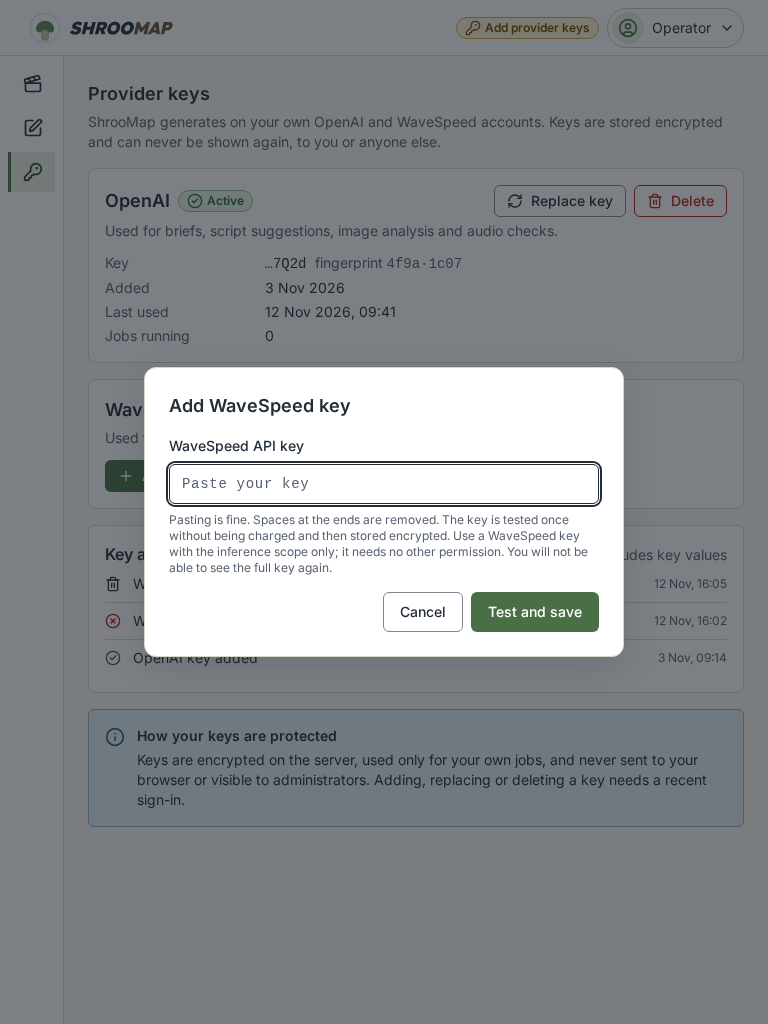 SHROOMAP
Add provider keys
Operator
Provider keys
ShrooMap generates on your own OpenAI and WaveSpeed accounts. Keys are stored encrypted
and can never be shown again, to you or anyone else.
OpenAI
Active
Replace key
Delete
Used for briefs, script suggestions, image analysis and audio checks.
Key
…7Q2d fingerprint 4f9a·1c07
Added
3 Nov 2026
Last used
12 Nov 2026, 09:41
Jobs running
0
Add WaveSpeed key
WaveSpeed API key
Paste your key
Pasting is fine. Spaces at the ends are removed. The key is tested once
without being charged and then stored encrypted. Use a WaveSpeed key
with the inference scope only; it needs no other permission. You will not be
able to see the full key again.
Cancel
Test and save
Used
Key
key values
12 Nov, 16:05
12 Nov, 16:02
OpenAI key added
3 Nov, 09:14
How your keys are protected
Keys are encrypted on the server, used only for your own jobs, and never sent to your
browser or visible to administrators. Adding, replacing or deleting a key needs a recent
sign-in.